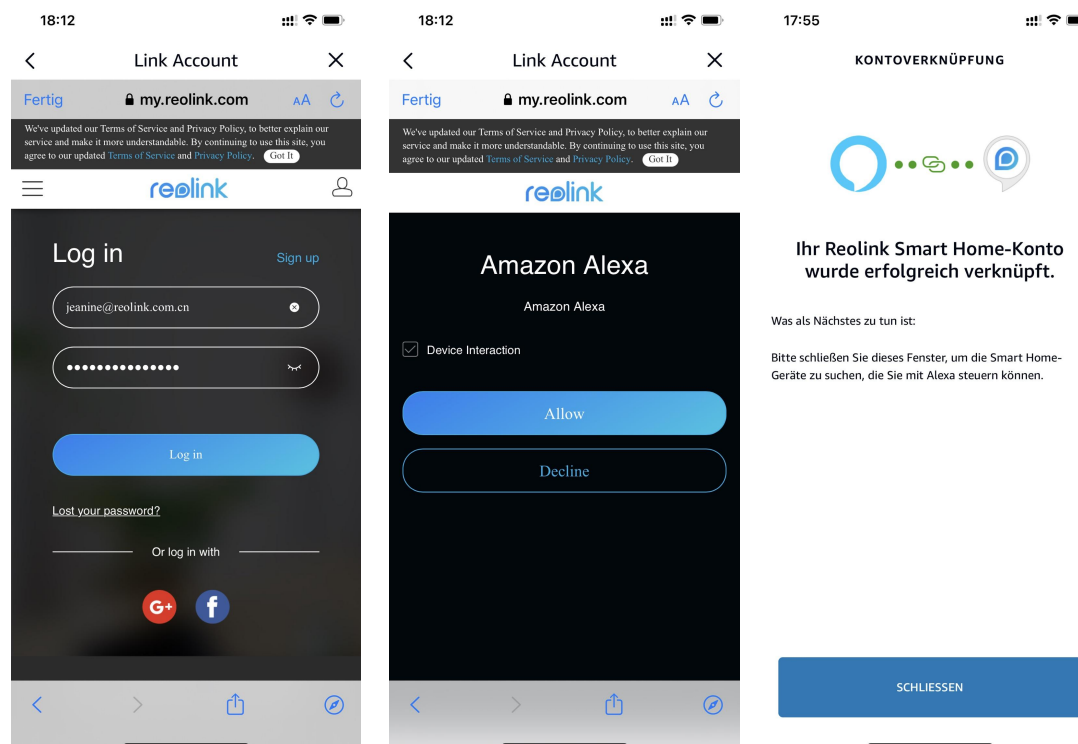 18:12
Link Account
Fertig
my.reolink.com
AA
We've updated our Terms of Service and Privacy Policy, to better explain our
service and make it more understandable. By continuing to use this site, you
agree to our updated Terms of Service and Privacy Policy. Got It
reolink
Log in
Sign up
jeanine@reolink.com.cn
Log in
Lost your password?
Or log in with
G+
f
18:12
Link Account
Fertig
my.reolink.com
AA
We've updated our Terms of Service and Privacy Policy, to better explain our
service and make it more understandable. By continuing to use this site, you
agree to our updated Terms of Service and Privacy Policy. Got It
reolink
Amazon Alexa
Amazon Alexa
Device Interaction
Allow
Decline
17:55
KONTOVERKNÜPFUNG
Ihr Reolink Smart Home-Konto
wurde erfolgreich verknüpft.
Was als Nächstes zu tun ist:
Bitte schließen Sie dieses Fenster, um die Smart Home-
Geräte zu suchen, die Sie mit Alexa steuern können.
SCHLIESSEN